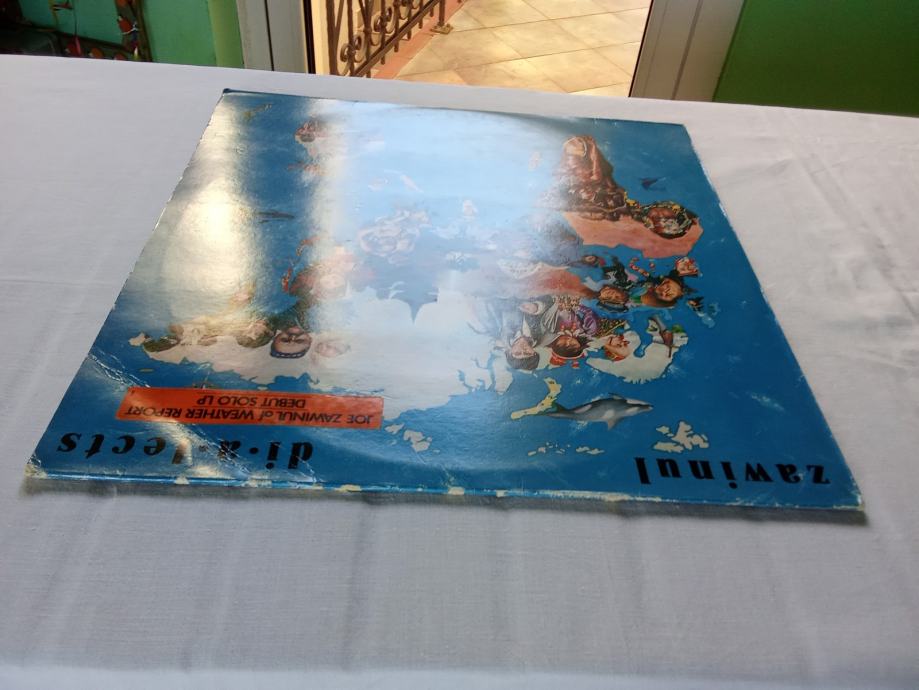 zawinul
di·a·lects
JOE ZAWINUL of WEATHER REPORT
DEBUT SOLO LP